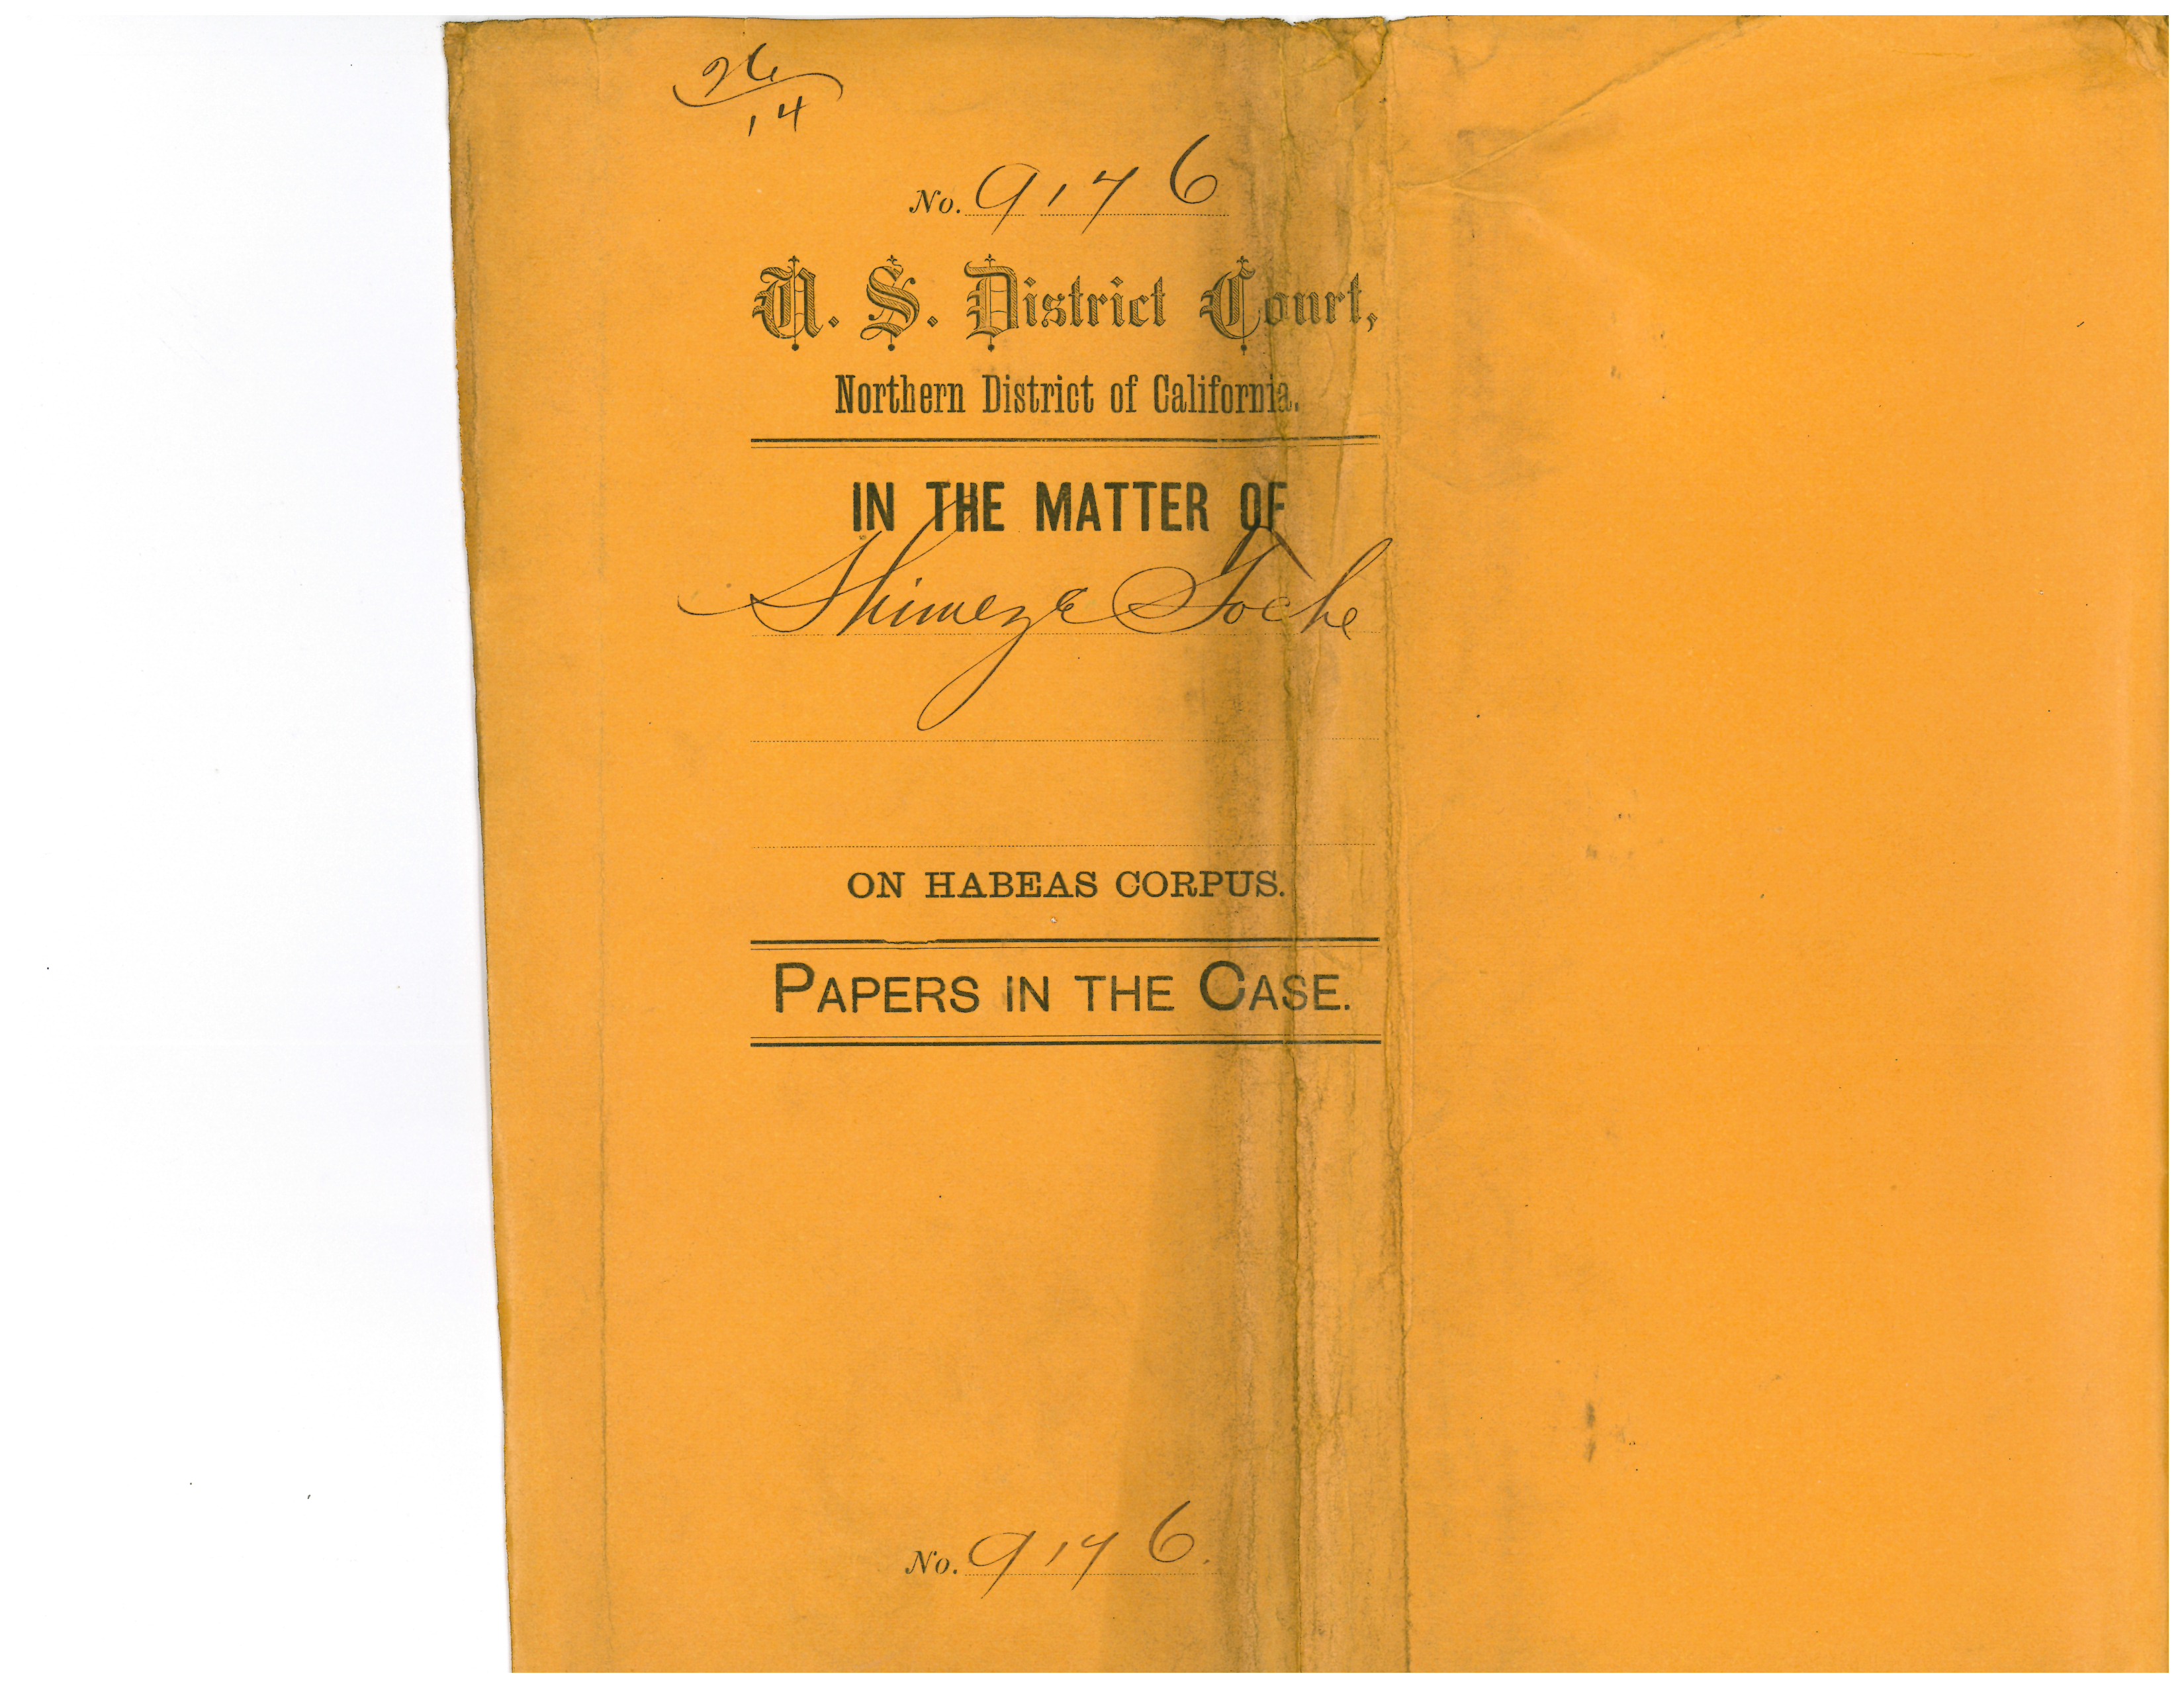 26
14
No. 9176
U. S. District Court,
Northern District of California.
IN THE MATTER OF
Shimeze Toche
ON HABEAS CORPUS.
PAPERS IN THE CASE.
No. 9176.